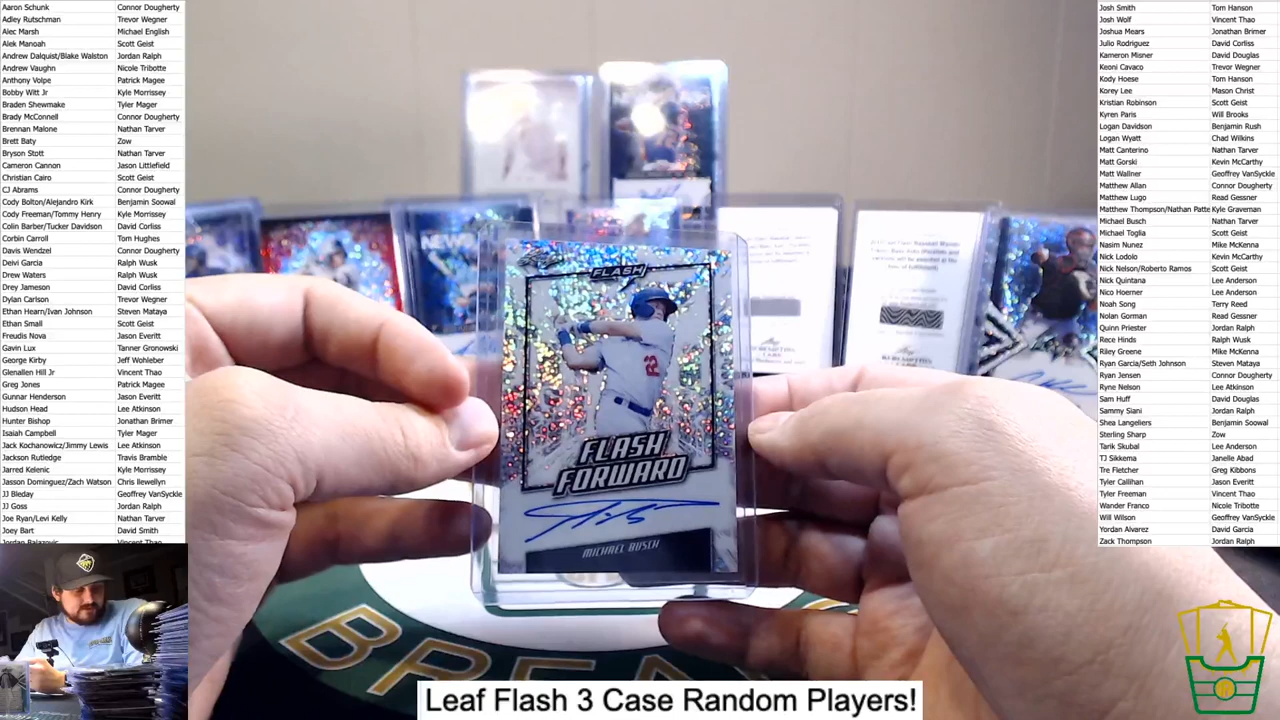 Aaron Schunk Connor Dougherty
Adley Rutschman Trevor Wegner
Alec Marsh Michael English
Alek Manoah Scott Geist
Andrew Dalquist/Blake Walston Jordan Ralph
Andrew Vaughn Nicole Tribotte
Anthony Volpe Patrick Magee
Bobby Witt Jr Kyle Morrissey
Braden Shewmake Tyler Mager
Brady McConnell Connor Dougherty
Brennan Malone Nathan Tarver
Brett Baty Zow
Bryson Stott Nathan Tarver
Cameron Cannon Jason Littlefield
Christian Cairo Scott Geist
CJ Abrams Connor Dougherty
Cody Bolton/Alejandro Kirk Benjamin Soowal
Cody Freeman/Tommy Henry Kyle Morrissey
Colin Barber/Tucker Davidson David Corliss
Corbin Carroll Tom Hughes
Davis Wendzel Connor Dougherty
Deivi Garcia Ralph Wusk
Drew Waters Ralph Wusk
Drey Jameson David Corliss
Dylan Carlson Trevor Wegner
Ethan Hearn/Ivan Johnson Steven Mataya
Ethan Small Scott Geist
Freudis Nova Jason Everitt
Gavin Lux Tanner Gronowski
George Kirby Jeff Wohleber
Glenallen Hill Jr Vincent Thao
Greg Jones Patrick Magee
Gunnar Henderson Jason Everitt
Hudson Head Lee Atkinson
Hunter Bishop Jonathan Brimer
Isaiah Campbell Tyler Mager
Jack Kochanowicz/Jimmy Lewis Lee Atkinson
Jackson Rutledge Travis Bramble
Jarred Kelenic Kyle Morrissey
Jasson Dominguez/Zach Watson Chris llewellyn
JJ Bleday Geoffrey VanSyckle
JJ Goss Jordan Ralph
Joe Ryan/Levi Kelly Nathan Tarver
Joey Bart David Smith
Jordan Balazovic Vincent Thao
FLASH
22
FLASH
FORWARD
MICHAEL BUSCH
Leaf Flash 3 Case Random Players!
Josh Smith Tom Hanson
Josh Wolf Vincent Thao
Joshua Mears Jonathan Brimer
Julio Rodriguez David Corliss
Kameron Misner David Douglas
Keoni Cavaco Trevor Wegner
Kody Hoese Tom Hanson
Korey Lee Mason Christ
Kristian Robinson Scott Geist
Kyren Paris Will Brooks
Logan Davidson Benjamin Rush
Logan Wyatt Chad Wilkins
Matt Canterino Nathan Tarver
Matt Gorski Kevin McCarthy
Matt Wallner Geoffrey VanSyckle
Matthew Allan Connor Dougherty
Matthew Lugo Read Gessner
Matthew Thompson/Nathan Patte Kyle Graveman
Michael Busch Nathan Tarver
Michael Toglia Scott Geist
Nasim Nunez Mike McKenna
Nick Lodolo Kevin McCarthy
Nick Nelson/Roberto Ramos Scott Geist
Nick Quintana Lee Anderson
Nico Hoerner Lee Anderson
Noah Song Terry Reed
Nolan Gorman Read Gessner
Quinn Priester Jordan Ralph
Rece Hinds Ralph Wusk
Riley Greene Mike McKenna
Ryan Garcia/Seth Johnson Steven Mataya
Ryan Jensen Connor Dougherty
Ryne Nelson Lee Atkinson
Sam Huff David Douglas
Sammy Siani Jordan Ralph
Shea Langeliers Benjamin Soowal
Sterling Sharp Zow
Tarik Skubal Lee Anderson
TJ Sikkema Janelle Abad
Tre Fletcher Greg Kibbons
Tyler Callihan Jason Everitt
Tyler Freeman Vincent Thao
Wander Franco Nicole Tribotte
Will Wilson Geoffrey VanSyckle
Yordan Alvarez David Garcia
Zack Thompson Jordan Ralph